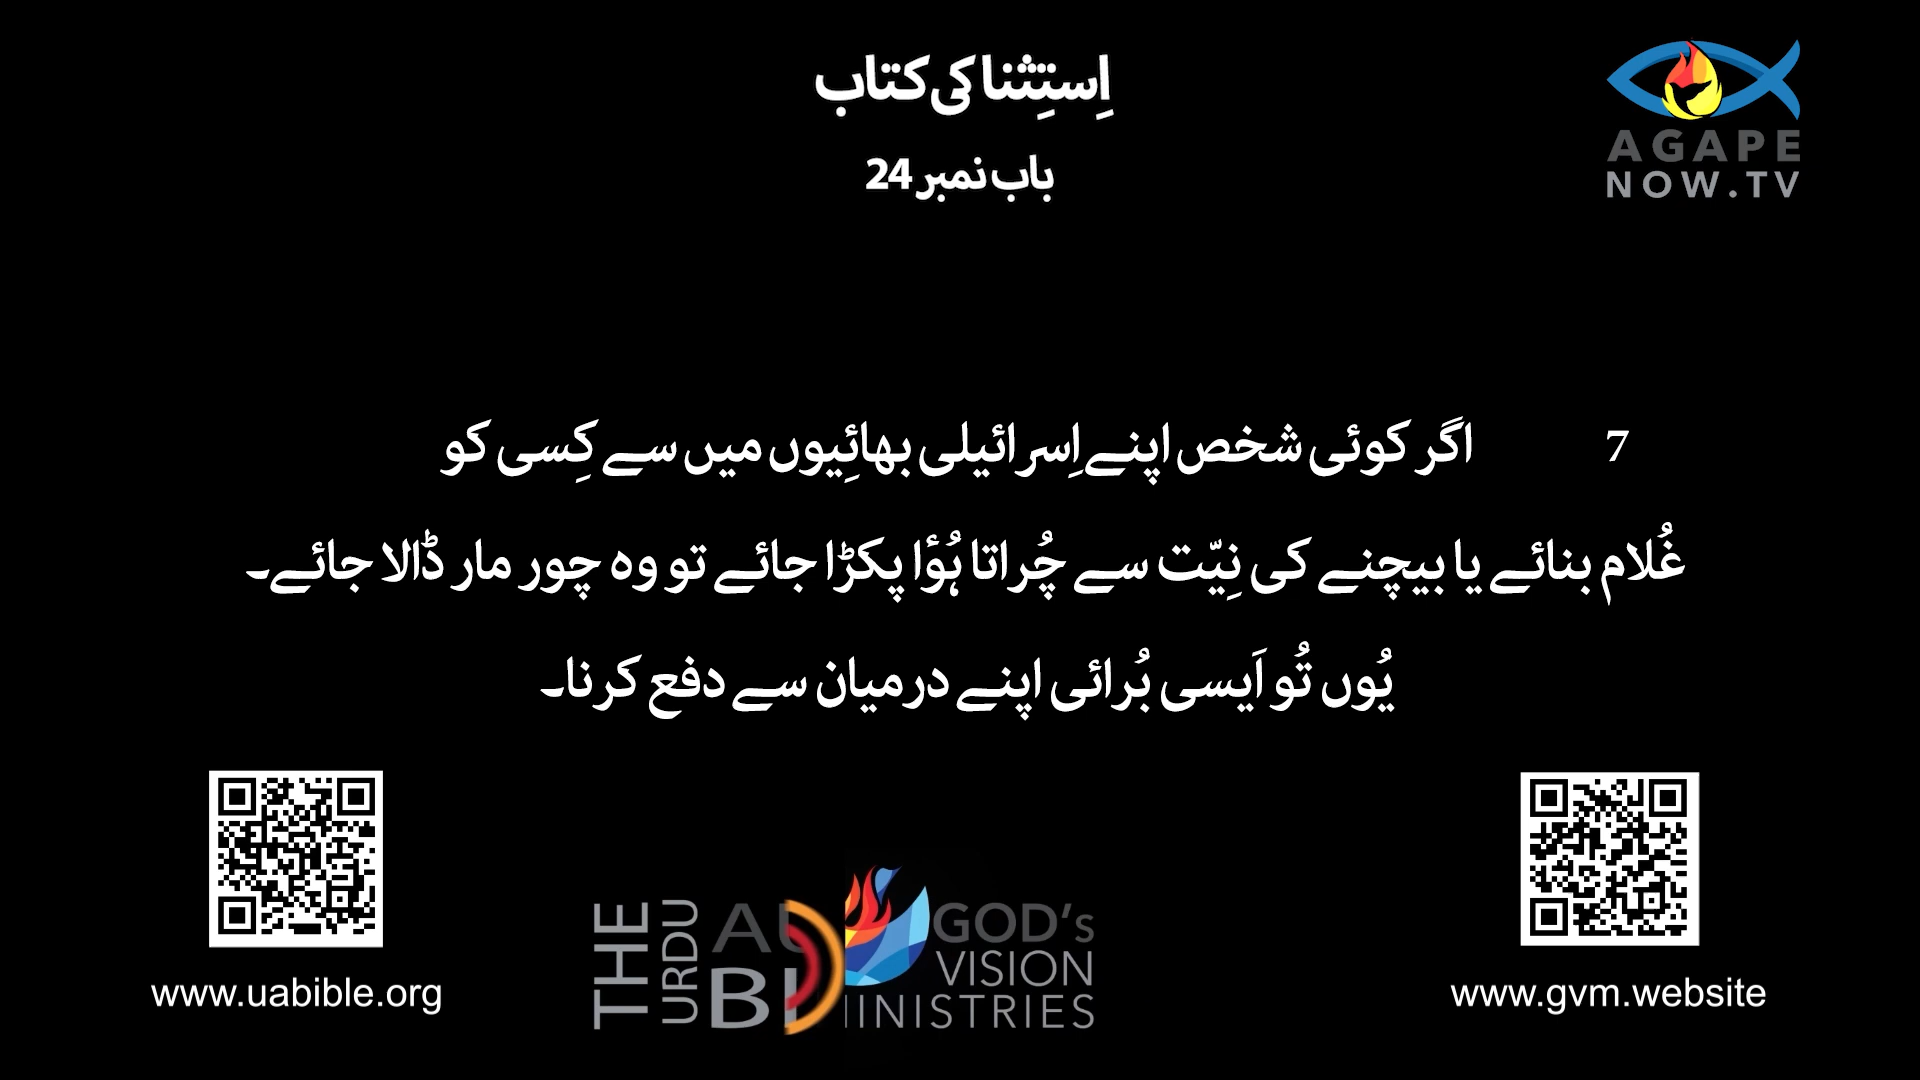 اِستِثنا کی کتاب
باب نمبر 24
AGAPE
NOW.TV
7 اگر کوئی شخص اپنے اِسرائیلی بھائِیوں میں سے کِسی کو
غُلام بنائے یا بیچنے کی نِیّت سے چُراتا ہُؤا پکڑا جائے تو وہ چور مار ڈالا جائے۔
یُوں تُو اَیسی بُرائی اپنے درمیان سے دفع کرنا۔
THE
URDU
GOD's
VISION
www.uabible.org
www.gvm.website